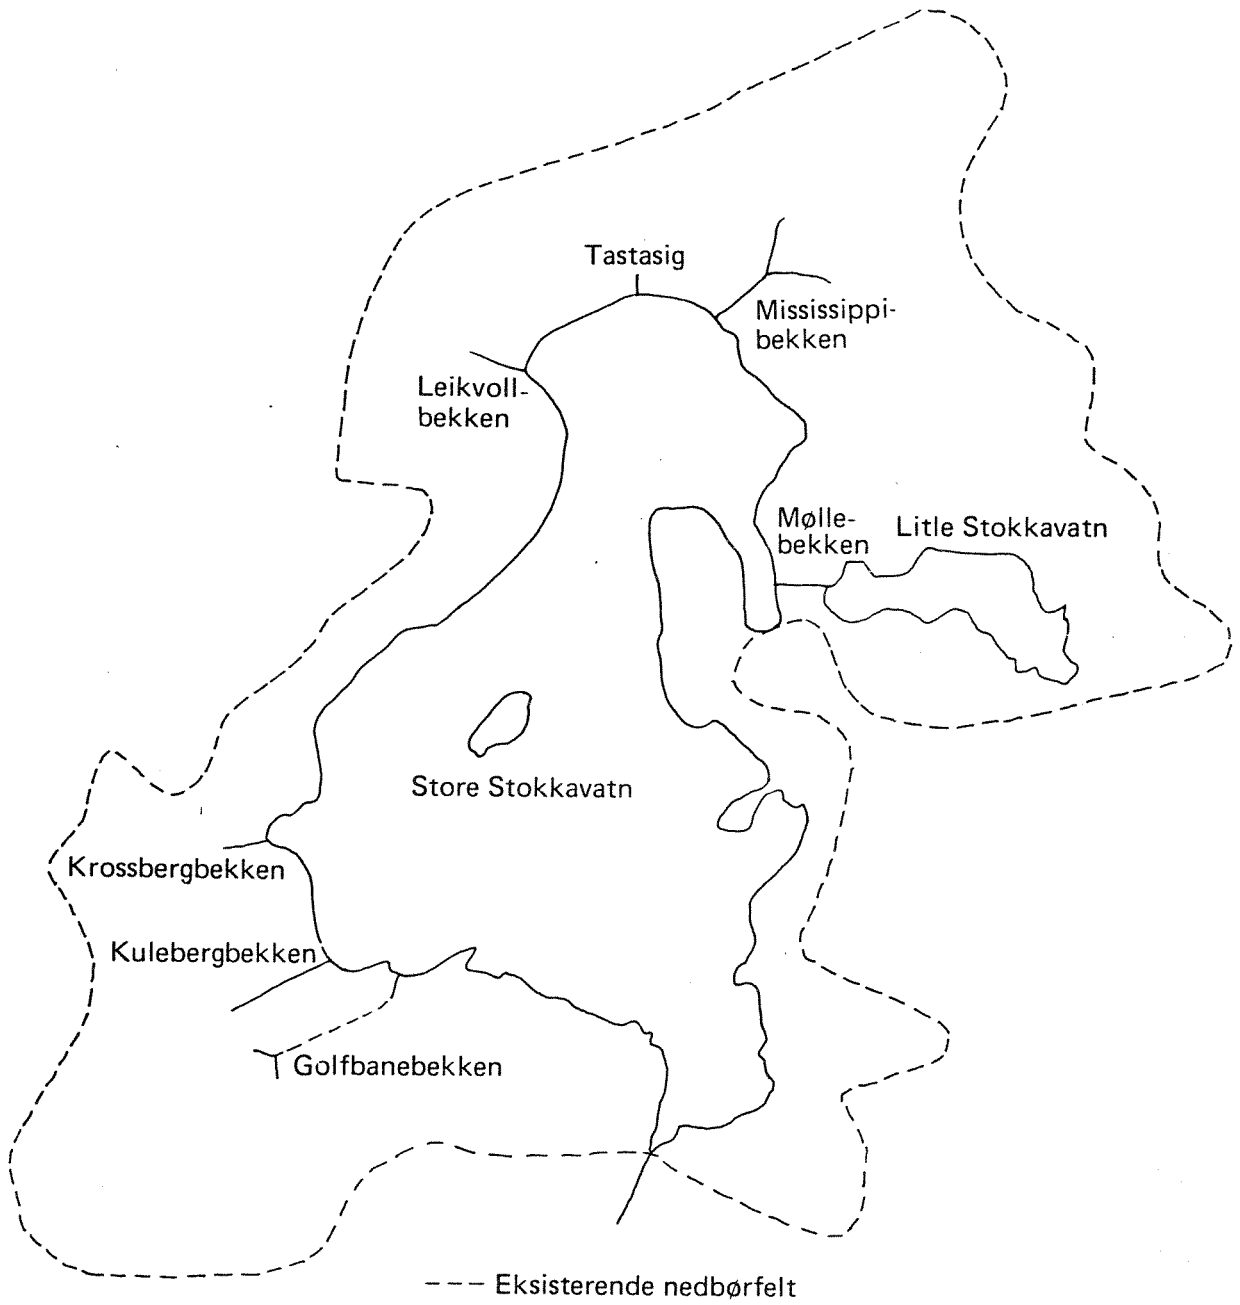 Tastasig
Mississippi-
bekken
Leikvoll-
bekken
Mølle-
bekken
Litle Stokkavatn
Store Stokkavatn
Krossbergbekken
Kulebergbekken
Golfbanebekken
--- Eksisterende nedbørfelt